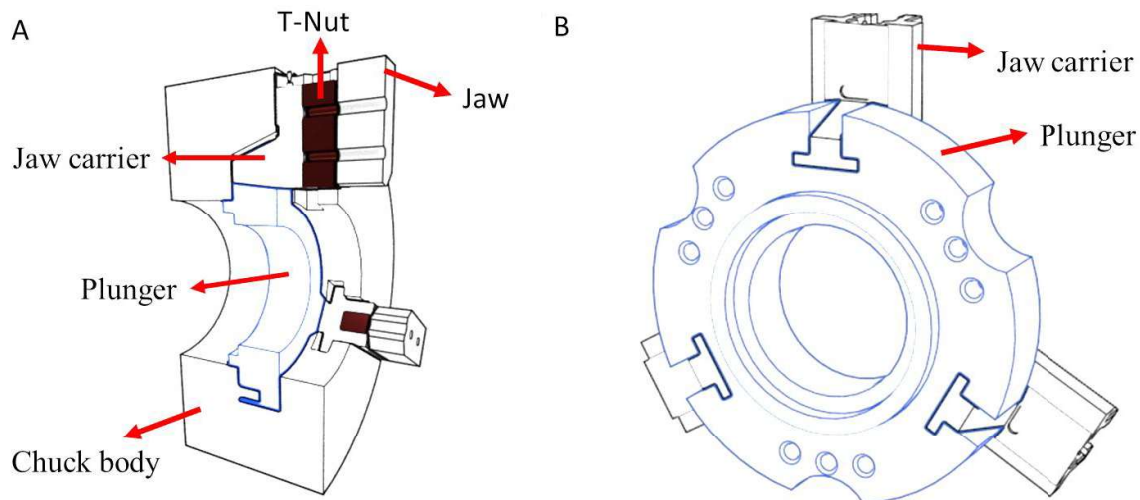 A
T-Nut
Jaw
Jaw carrier
Plunger
Chuck body
B
Jaw carrier
Plunger